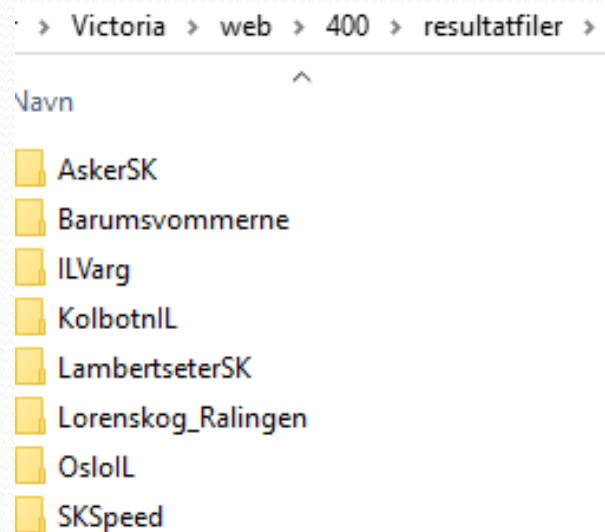 > Victoria > web > 400 > resultatfiler >
Navn
AskerSK
Barumsvommerne
ILVarg
KolbotnIL
LambertseterSK
Lorenskog_Ralingen
OsloIL
SKSpeed